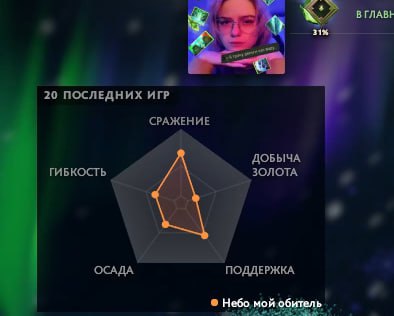 В ГЛАВН
31%
20 ПОСЛЕДНИХ ИГР
СРАЖЕНИЕ
ГИБКОСТЬ
ДОБЫЧА
ЗОЛОТА
ОСАДА
ПОДДЕРЖКА
Небо мой обитель